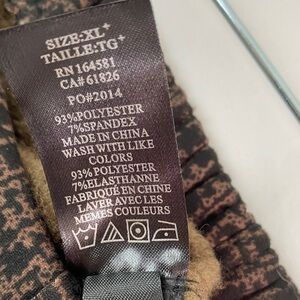 SIZE:XL+
TAILLE:TG+
RN 164581
CA# 61826
PO#2014
93%POLYESTER
7%SPANDEX
MADE IN CHINA
WASH WITH LIKE
COLORS
93%POLYESTER
7%ELASTHANNE
FABRIQUÉ EN CHINE
LAVER AVEC LES
MEMES COULEURS